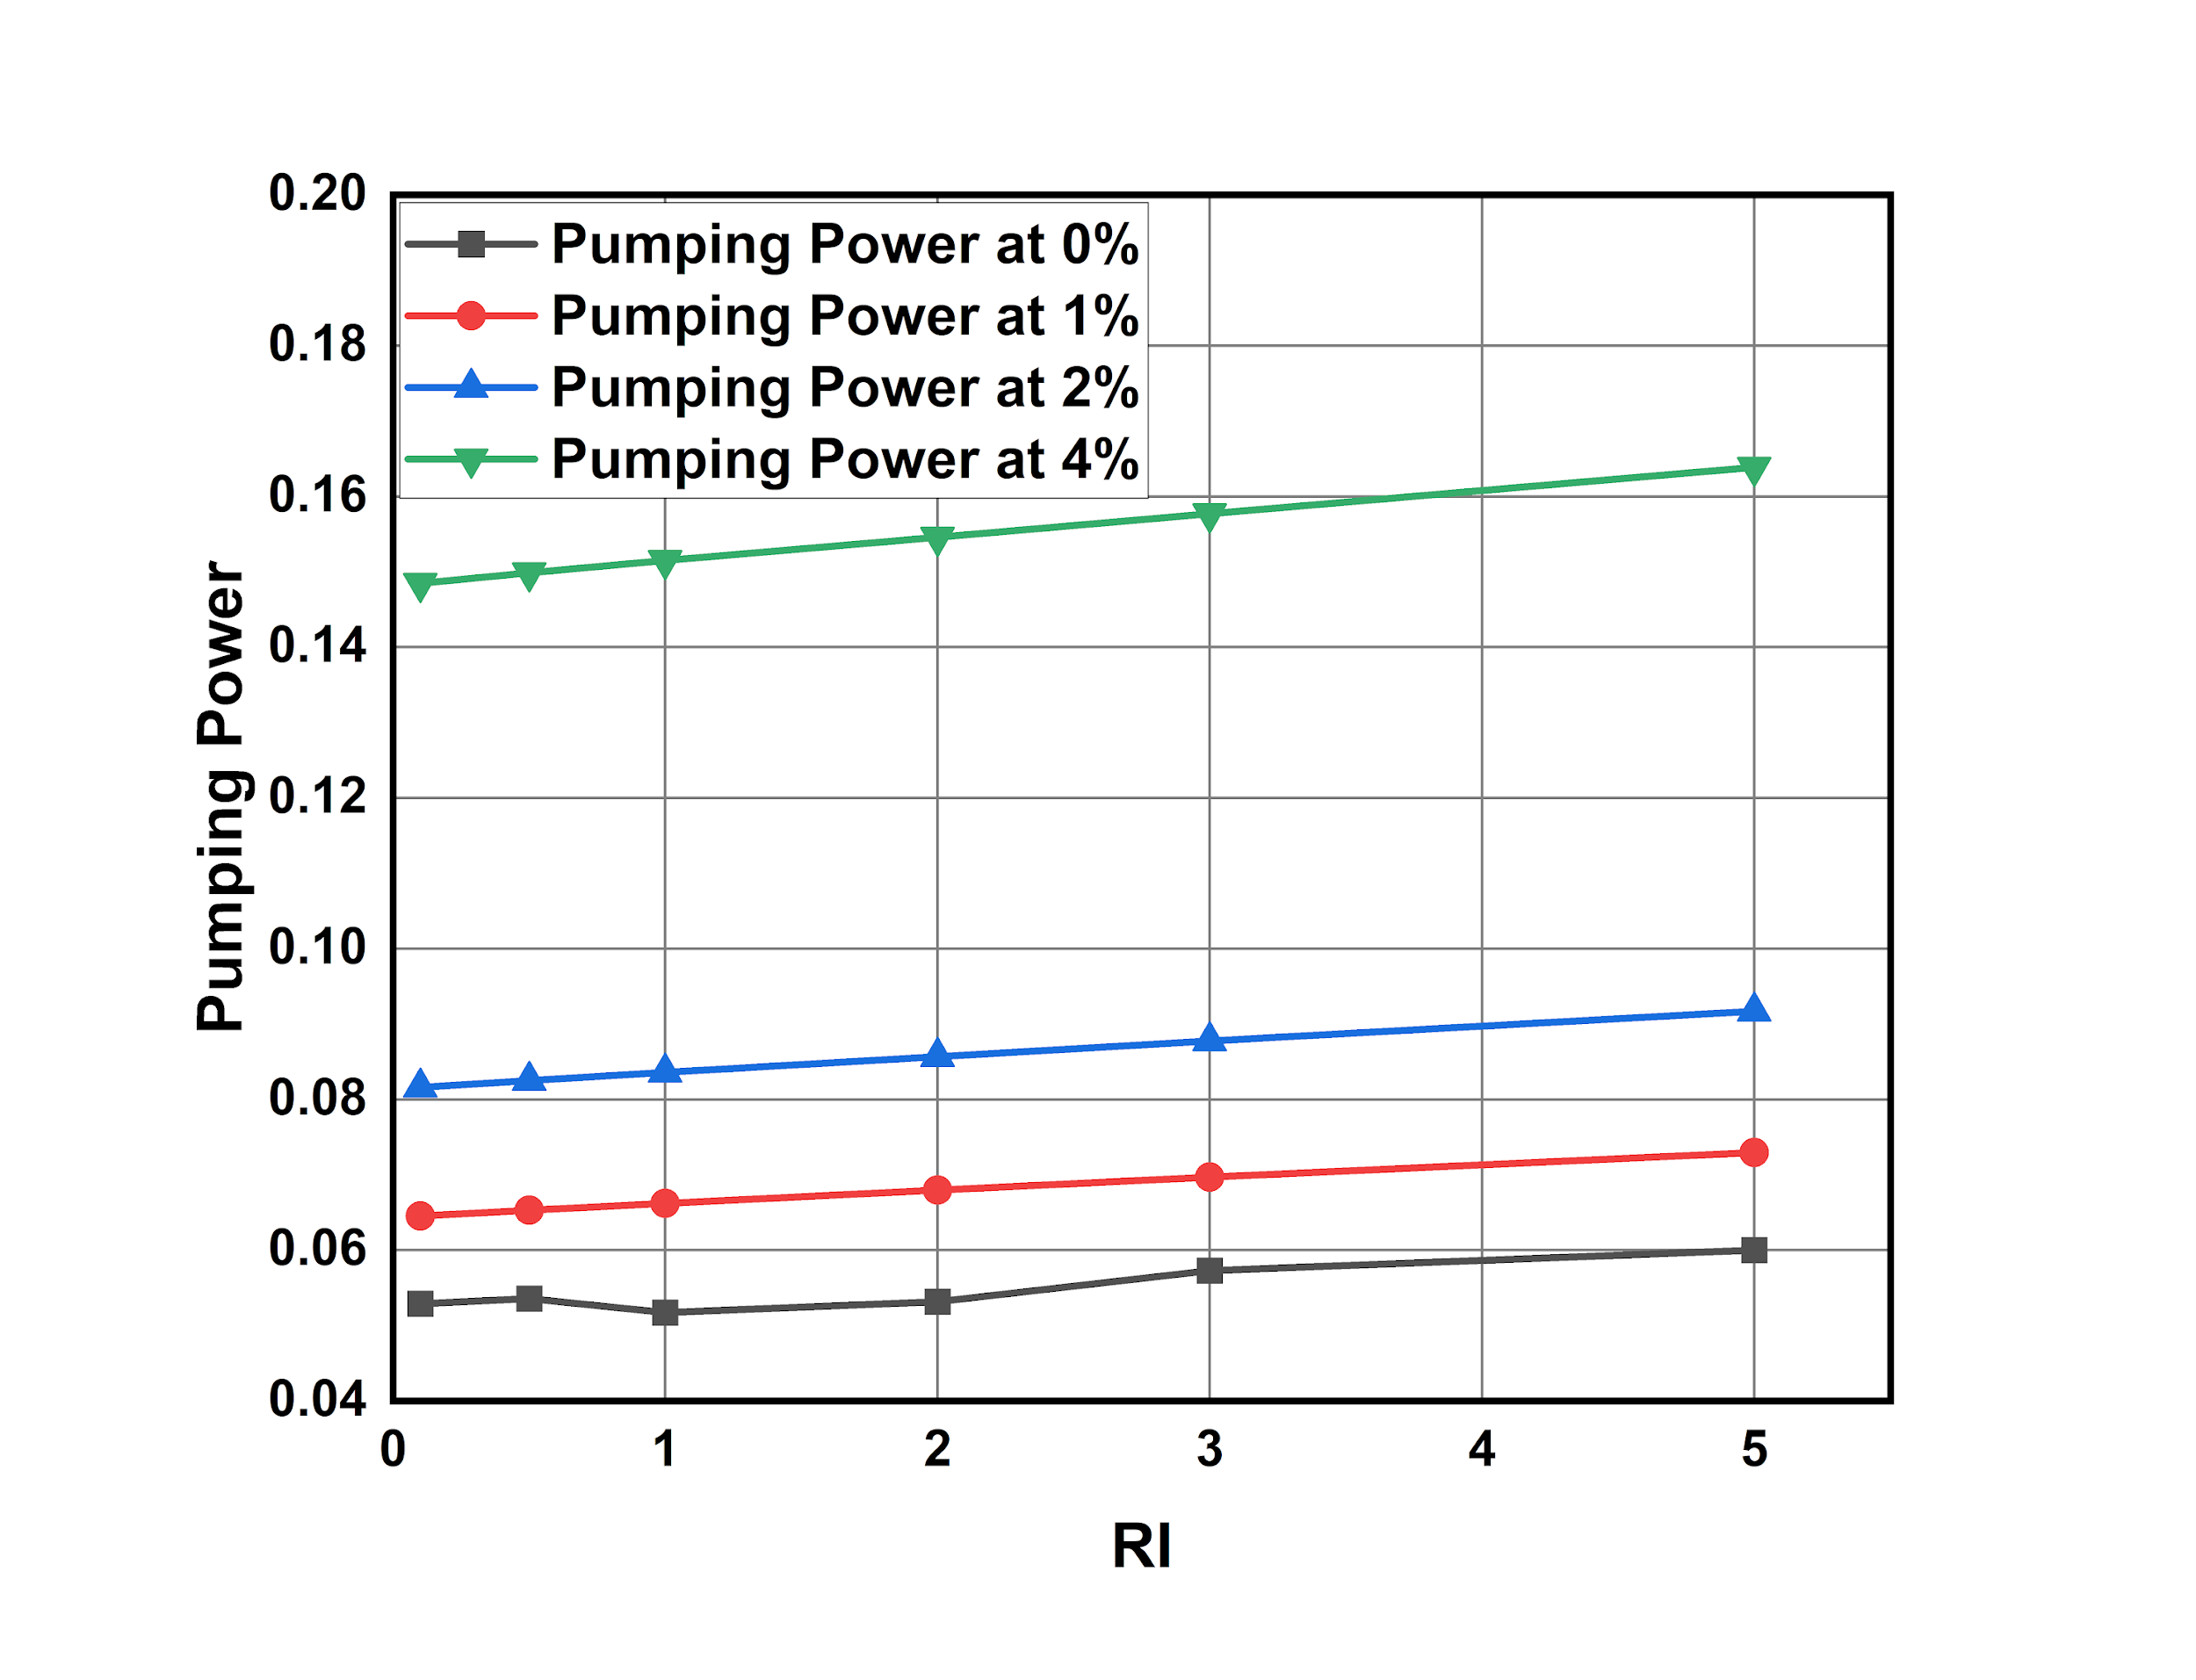 0.20
0.18
0.16
0.14
0.12
0.10
0.08
0.06
0.04
Pumping Power
Pumping Power at 0%
Pumping Power at 1%
Pumping Power at 2%
Pumping Power at 4%
0 1 2 3 4 5
RI